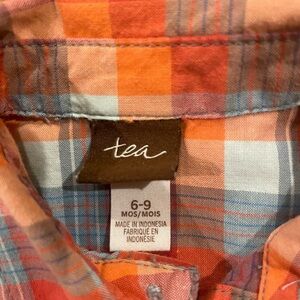 tea
6-9
MOS/MOIS
MADE IN INDONESIA
FABRIQUÉ EN
INDONÉSIE